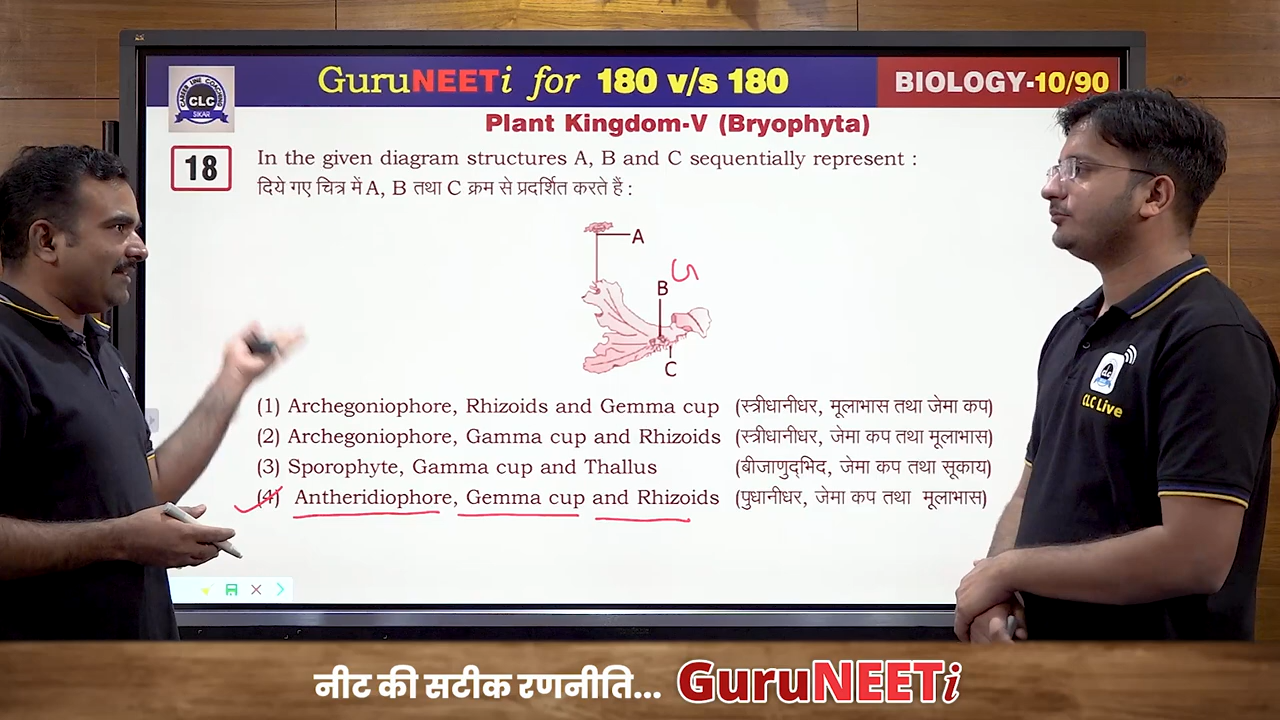 GuruNEETi for 180 v/s 180
BIOLOGY-10/90
CLC
SIKAR
Plant Kingdom-V (Bryophyta)
18
In the given diagram structures A, B and C sequentially represent :
दिये गए चित्र में A, B तथा C क्रम से प्रदर्शित करते हैं :
A
B
C
(1) Archegoniophore, Rhizoids and Gemma cup (स्त्रीधानीधर, मूलाभास तथा जेमा कप)
(2) Archegoniophore, Gamma cup and Rhizoids (स्त्रीधानीधर, जेमा कप तथा मूलाभास)
(3) Sporophyte, Gamma cup and Thallus (बीजाणुद्भिद, जेमा कप तथा सूकाय)
(4) Antheridiophore, Gemma cup and Rhizoids (पुधानीधर, जेमा कप तथा मूलाभास)
CLC
CLC Live
नीट की सटीक रणनीति... GuruNEETi